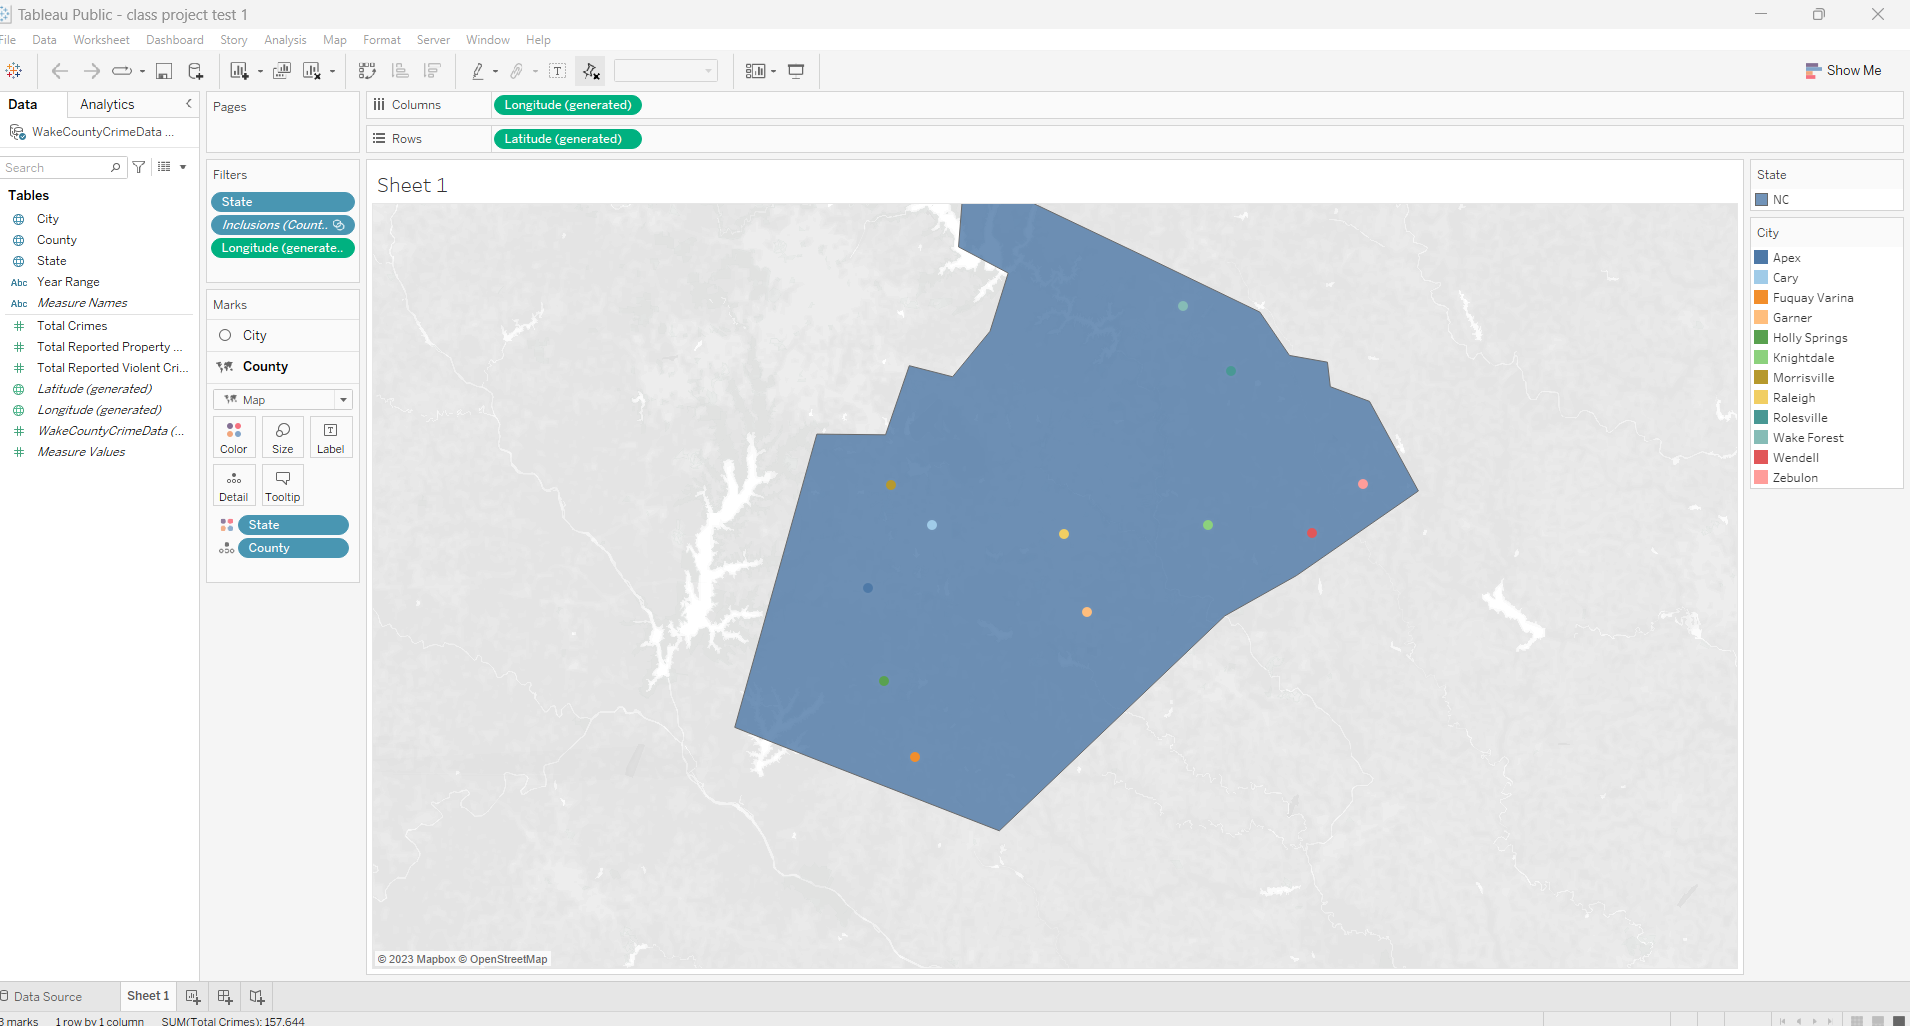 Tableau Public - class project test 1
File Data Worksheet Dashboard Story Analysis Map Format Server Window Help
Show Me
Data Analytics
WakeCountyCrimeData ...
Search
Tables
City
County
State
Abc Year Range
Abc Measure Names
Total Crimes
Total Reported Property ...
Total Reported Violent Cri...
Latitude (generated)
Longitude (generated)
WakeCountyCrimeData (...
Measure Values
Pages
Filters
State
Inclusions (Count..
Longitude (generate..
Marks
City
County
Map
Color Size Label
Detail Tooltip
State
County
Columns Longitude (generated)
Rows Latitude (generated)
Sheet 1
© 2023 Mapbox © OpenStreetMap
State
NC
City
Apex
Cary
Fuquay Varina
Garner
Holly Springs
Knightdale
Morrisville
Raleigh
Rolesville
Wake Forest
Wendell
Zebulon
Data Source Sheet 1
3 marks 1 row by 1 column SUM(Total Crimes): 157,644